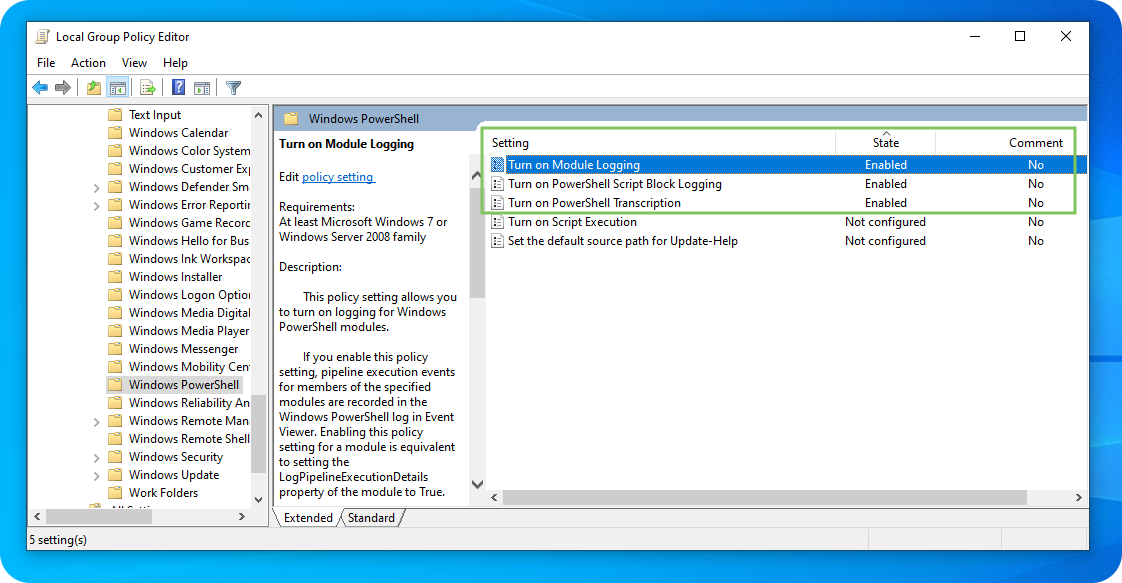 Local Group Policy Editor
File Action View Help
Text Input
Windows Calendar
Windows Color System
Windows Customer Exp
Windows Defender Sma
Windows Error Reportin
Windows Game Record
Windows Hello for Bus
Windows Ink Workspac
Windows Installer
Windows Logon Option
Windows Media Digital
Windows Media Player
Windows Messenger
Windows Mobility Cent
Windows PowerShell
Windows Reliability An
Windows Remote Man
Windows Remote Shell
Windows Security
Windows Update
Work Folders
Windows PowerShell
Turn on Module Logging
Edit policy setting
Requirements:
At least Microsoft Windows 7 or
Windows Server 2008 family
Description:
This policy setting allows you
to turn on logging for Windows
PowerShell modules.
If you enable this policy
setting, pipeline execution events
for members of the specified
modules are recorded in the
Windows PowerShell log in Event
Viewer. Enabling this policy
setting for a module is equivalent
to setting the
LogPipelineExecutionDetails
property of the module to True.
Setting State Comment
Turn on Module Logging Enabled No
Turn on PowerShell Script Block Logging Enabled No
Turn on PowerShell Transcription Enabled No
Turn on Script Execution Not configured No
Set the default source path for Update-Help Not configured No
Extended Standard
5 setting(s)